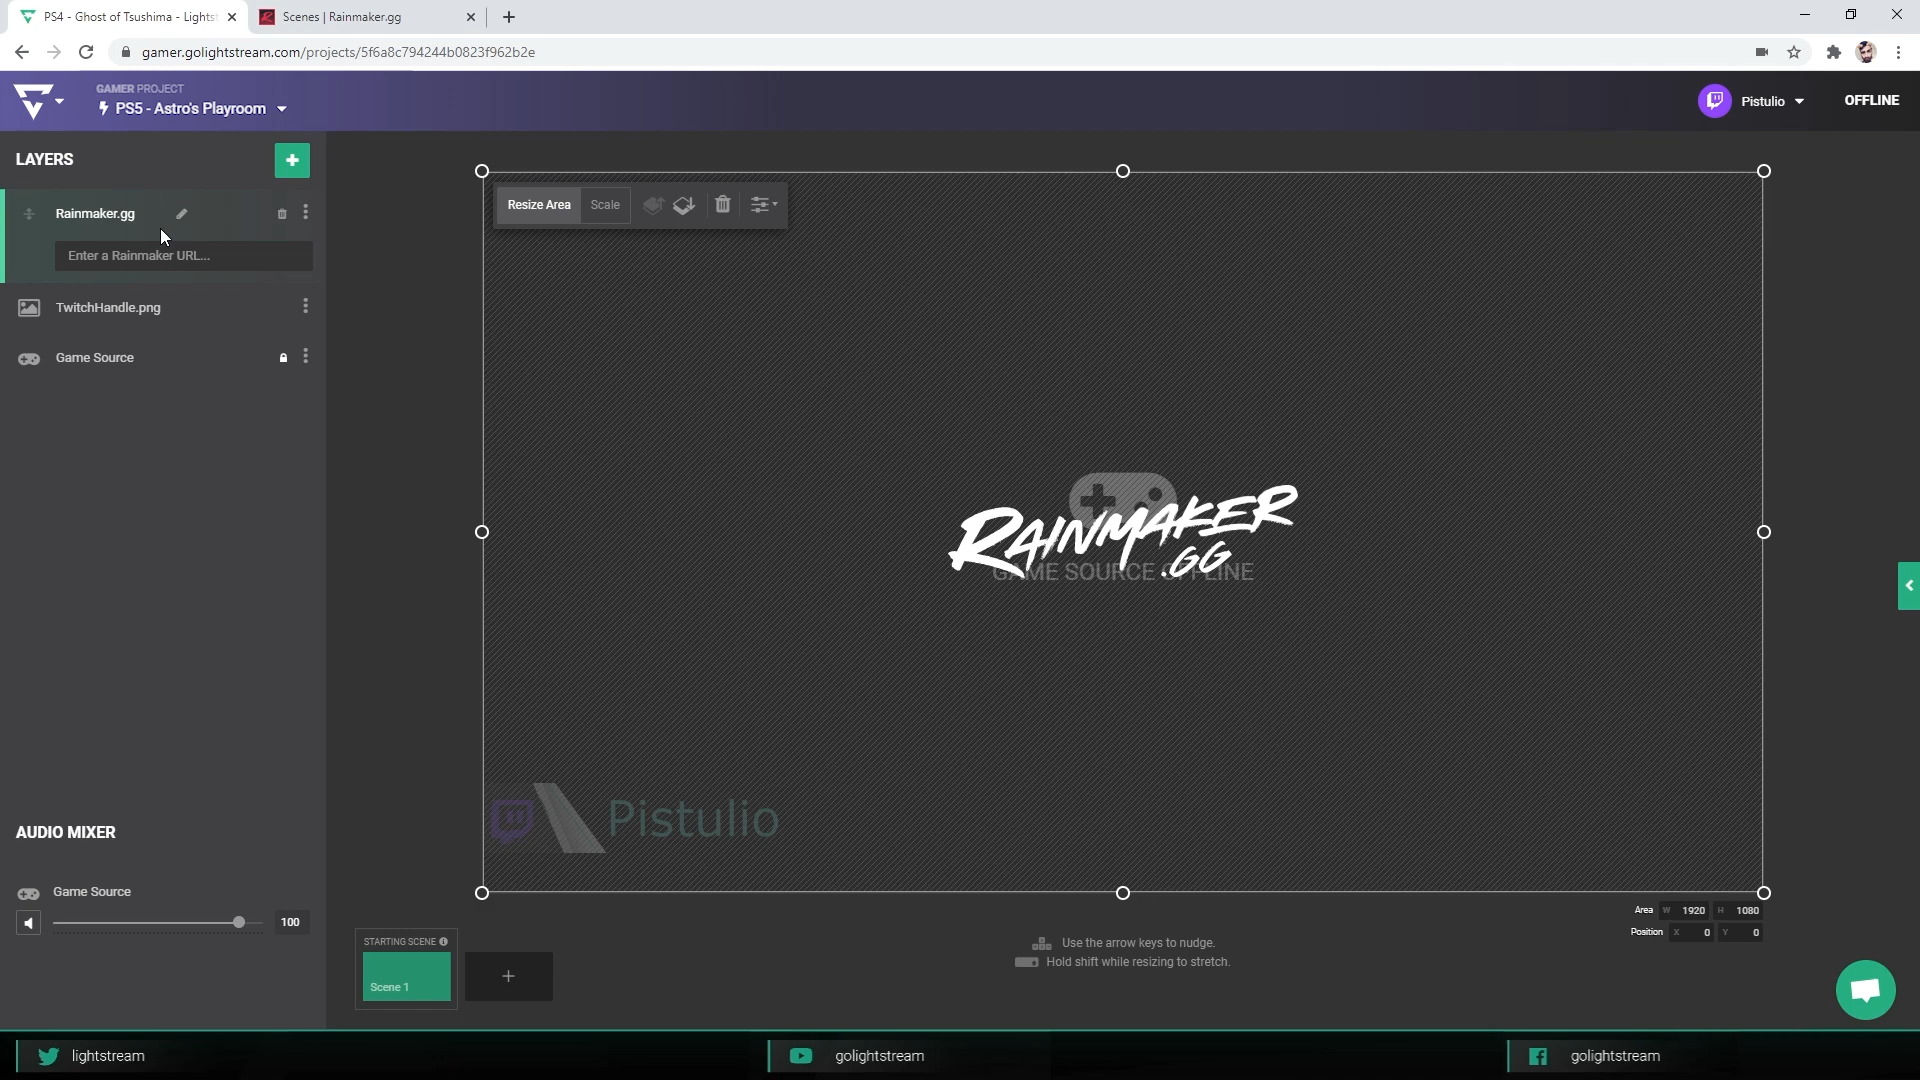 PS4 - Ghost of Tsushima - Lightst
Scenes | Rainmaker.gg
gamer.golightstream.com/projects/5f6a8c794244b0823f962b2e
GAMER PROJECT
PS5 - Astro's Playroom
Pistulio
OFFLINE
LAYERS
Rainmaker.gg
Enter a Rainmaker URL...
TwitchHandle.png
Game Source
Resize Area
Scale
RAINMAKER
.GG
GAME SOURCE OFFLINE
Pistulio
AUDIO MIXER
Game Source
100
Area W 1920 H 1080
Position X 0 Y 0
STARTING SCENE
Scene 1
Use the arrow keys to nudge.
Hold shift while resizing to stretch.
lightstream
golightstream
golightstream